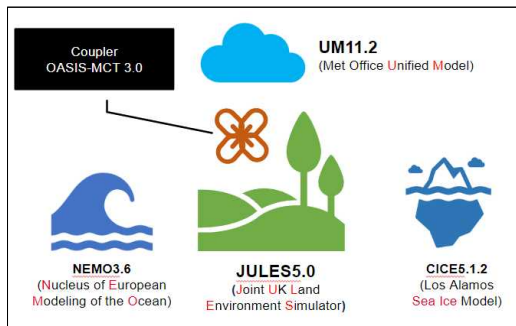 Coupler
OASIS-MCT 3.0
UM11.2
(Met Office Unified Model)
NEMO3.6
(Nucleus of European
Modeling of the Ocean)
JULES5.0
(Joint UK Land
Environment Simulator)
CICE5.1.2
(Los Alamos
Sea Ice Model)